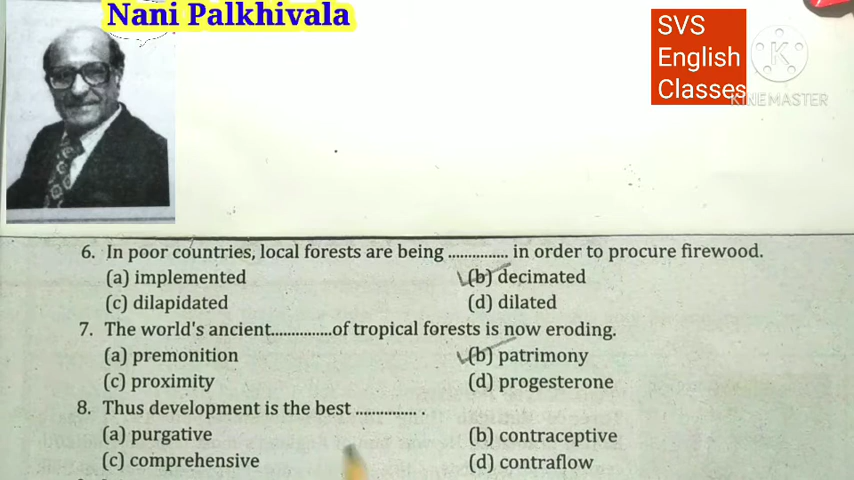 Nani Palkhivala
SVS
English
Classes
K
KINEMASTER
6. In poor countries, local forests are being ............... in order to procure firewood.
(a) implemented (b) decimated
(c) dilapidated (d) dilated
7. The world's ancient...............of tropical forests is now eroding.
(a) premonition (b) patrimony
(c) proximity (d) progesterone
8. Thus development is the best ............... .
(a) purgative (b) contraceptive
(c) comprehensive (d) contraflow